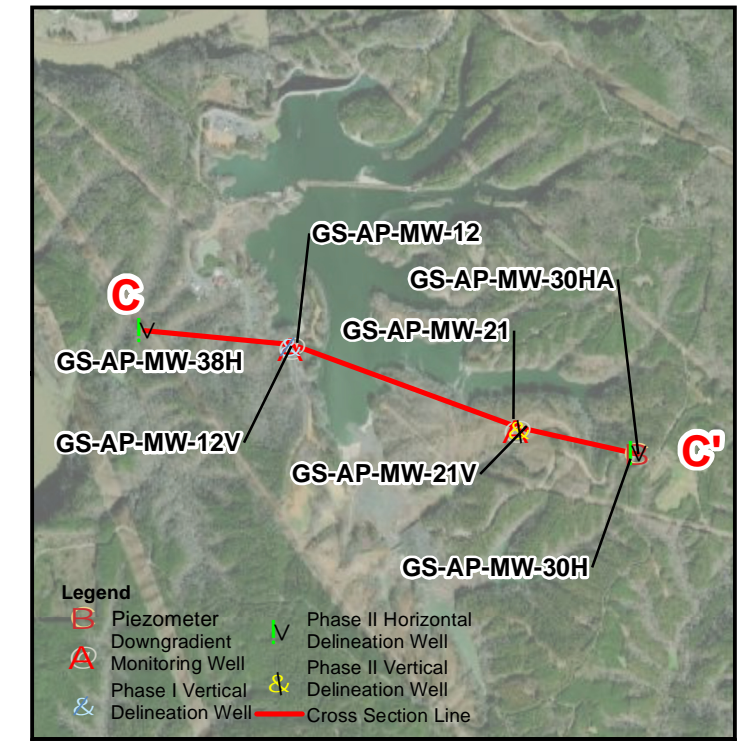 GS-AP-MW-12
GS-AP-MW-30HA
C
GS-AP-MW-21
GS-AP-MW-38H
GS-AP-MW-12V
C'
GS-AP-MW-21V
GS-AP-MW-30H
Legend
B Piezometer
Downgradient
A Monitoring Well
Phase I Vertical
& Delineation Well
Phase II Horizontal
Delineation Well
Phase II Vertical
& Delineation Well
Cross Section Line